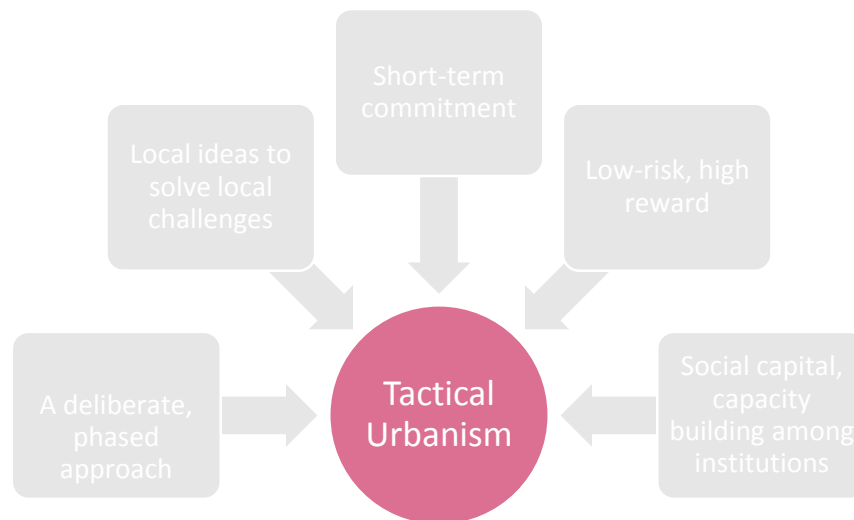 Short-term
commitment
Local ideas to
solve local
challenges
Low-risk, high
reward
A deliberate,
phased
approach
Tactical
Urbanism
Social capital,
capacity
building among
institutions